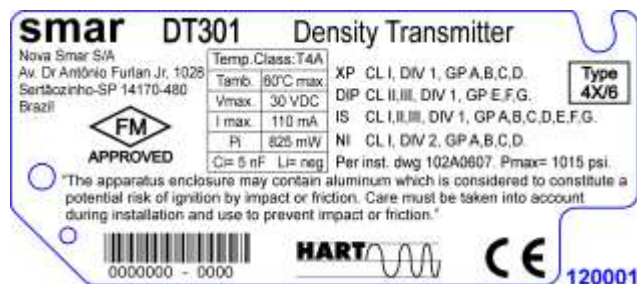 smar DT301 Density Transmitter
Nova Smar S/A
Av. Dr Antônio Furlan Jr, 1028
Sertãozinho-SP 14170-480
Brazil
FM
APPROVED
Temp.Class:T4A
Tamb. 60°C max
Vmax. 30 VDC
I max. 110 mA
Pi 825 mW
Ci= 5 nF Li= neg
XP CL I, DIV 1, GP A,B,C,D.
DIP CL II,III, DIV 1, GP E,F,G.
IS CL I,II,III, DIV 1, GP A,B,C,D,E,F,G.
NI CL I, DIV 2, GP A,B,C,D.
Per inst. dwg 102A0607. Pmax= 1015 psi.
Type
4X/6
"The apparatus enclosure may contain aluminum which is considered to constitute a
potential risk of ignition by impact or friction. Care must be taken into account
during installation and use to prevent impact or friction."
0000000 - 0000
HART
CE
120001